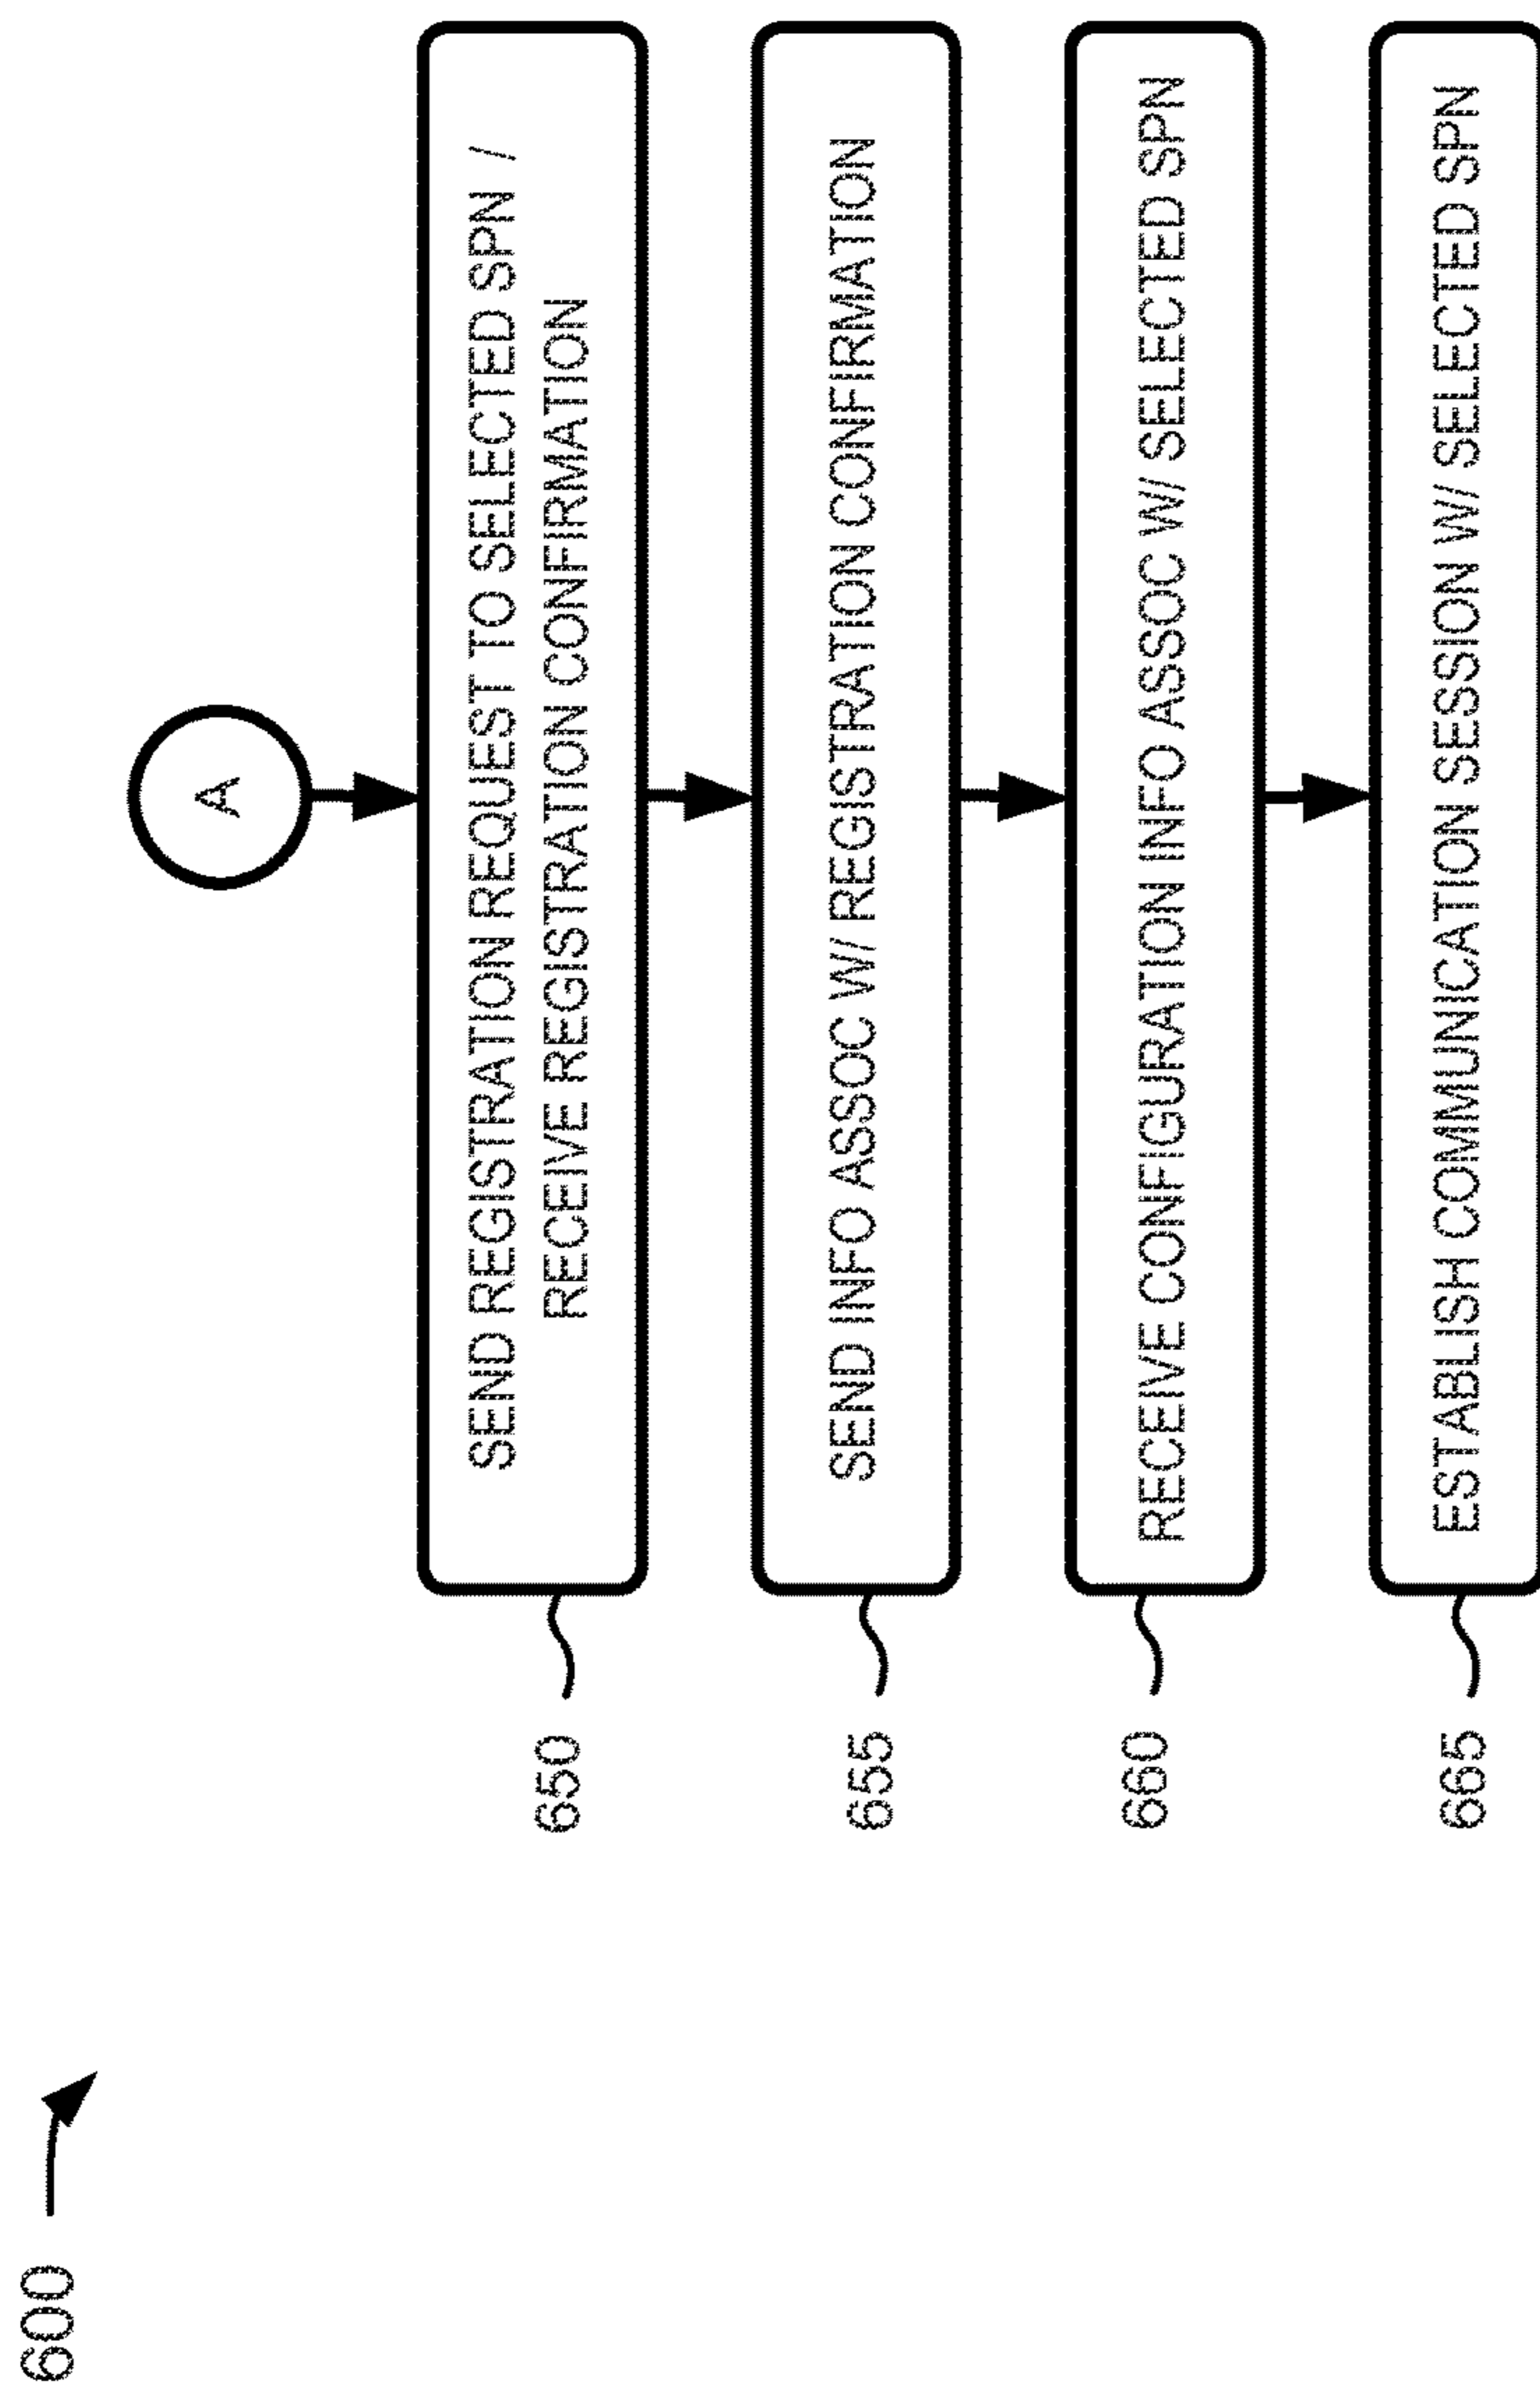 600
A
650
SEND REGISTRATION REQUEST TO SELECTED SPN /
RECEIVE REGISTRATION CONFIRMATION
655
SEND INFO ASSOC W/ REGISTRATION CONFIRMATION
660
RECEIVE CONFIGURATION INFO ASSOC W/ SELECTED SPN
665
ESTABLISH COMMUNICATION SESSION W/ SELECTED SPN